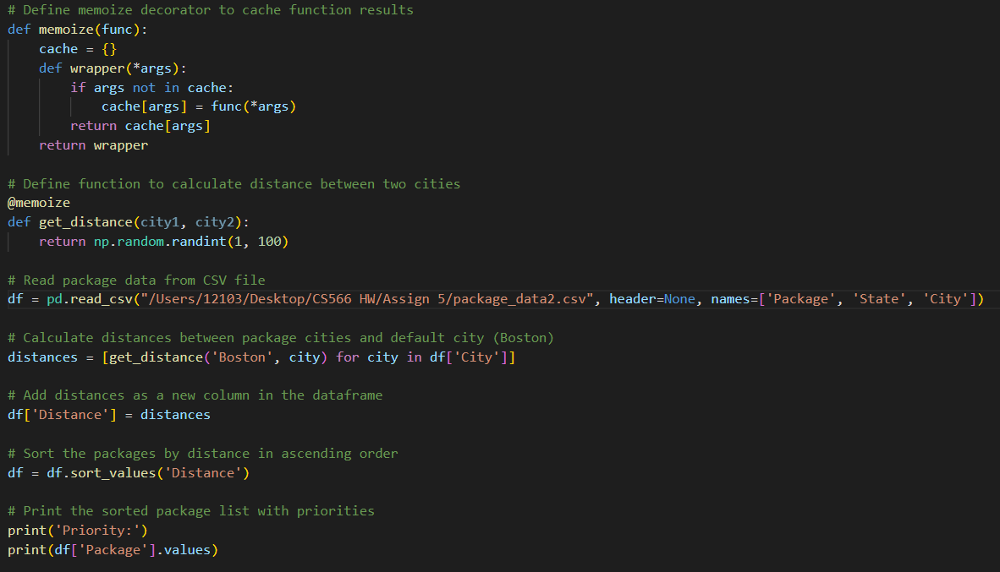 # Define memoize decorator to cache function results
def memoize(func):
    cache = {}
    def wrapper(*args):
        if args not in cache:
            cache[args] = func(*args)
        return cache[args]
    return wrapper

# Define function to calculate distance between two cities
@memoize
def get_distance(city1, city2):
    return np.random.randint(1, 100)

# Read package data from CSV file
df = pd.read_csv("/Users/12103/Desktop/CS566 HW/Assign 5/package_data2.csv", header=None, names=['Package', 'State', 'City'])

# Calculate distances between package cities and default city (Boston)
distances = [get_distance('Boston', city) for city in df['City']]

# Add distances as a new column in the dataframe
df['Distance'] = distances

# Sort the packages by distance in ascending order
df = df.sort_values('Distance')

# Print the sorted package list with priorities
print('Priority:')
print(df['Package'].values)